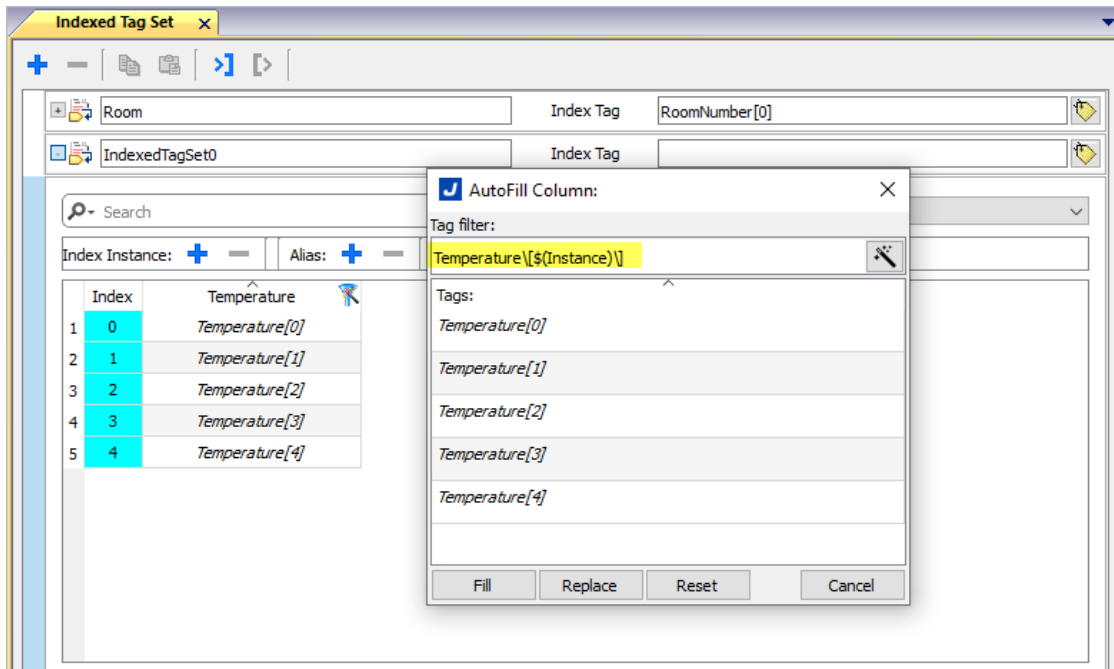 Indexed Tag Set
Room Index Tag RoomNumber[0]
IndexedTagSet0 Index Tag
AutoFill Column:
Search
Tag filter:
Index Instance: Alias:
Temperature\[$(Instance)\]
Index Temperature
1 0 Temperature[0]
2 1 Temperature[1]
3 2 Temperature[2]
4 3 Temperature[3]
5 4 Temperature[4]
Tags:
Temperature[0]
Temperature[1]
Temperature[2]
Temperature[3]
Temperature[4]
Fill Replace Reset Cancel